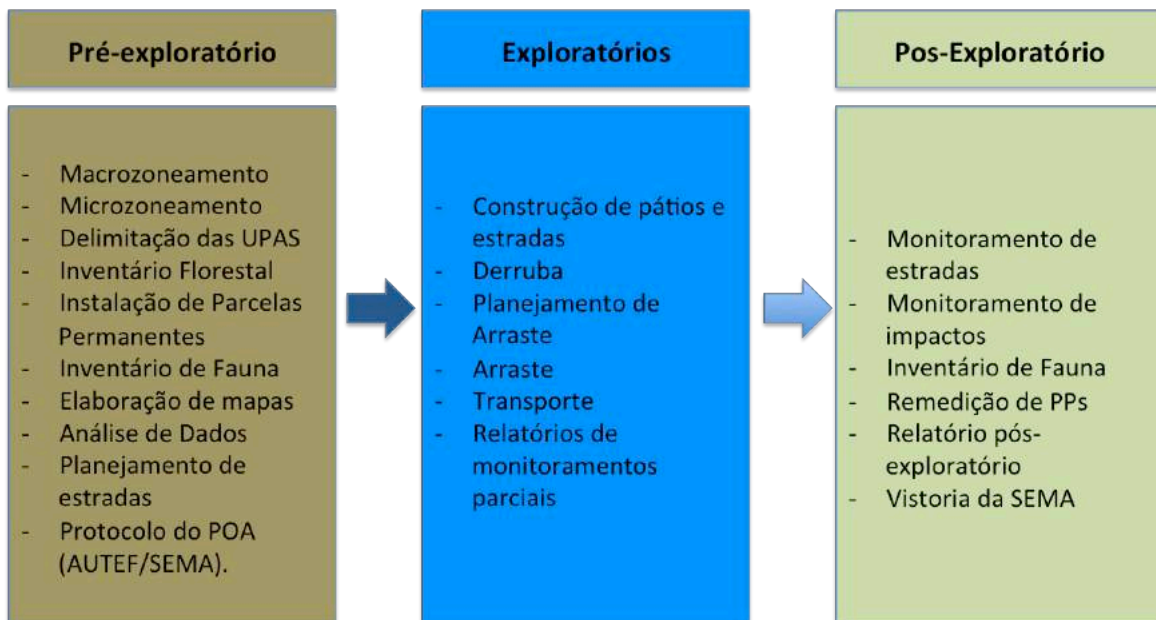 Pré-exploratório
- Macrozoneamento
- Microzoneamento
- Delimitação das UPAS
- Inventário Florestal
- Instalação de Parcelas
Permanentes
- Inventário de Fauna
- Elaboração de mapas
- Análise de Dados
- Planejamento de
estradas
- Protocolo do POA
(AUTEF/SEMA).
Exploratórios
- Construção de pátios e
estradas
- Derruba
- Planejamento de
Arraste
- Arraste
- Transporte
- Relatórios de
monitoramentos
parciais
Pos-Exploratório
- Monitoramento de
estradas
- Monitoramento de
impactos
- Inventário de Fauna
- Remedição de PPs
- Relatório pós-
exploratório
- Vistoria da SEMA